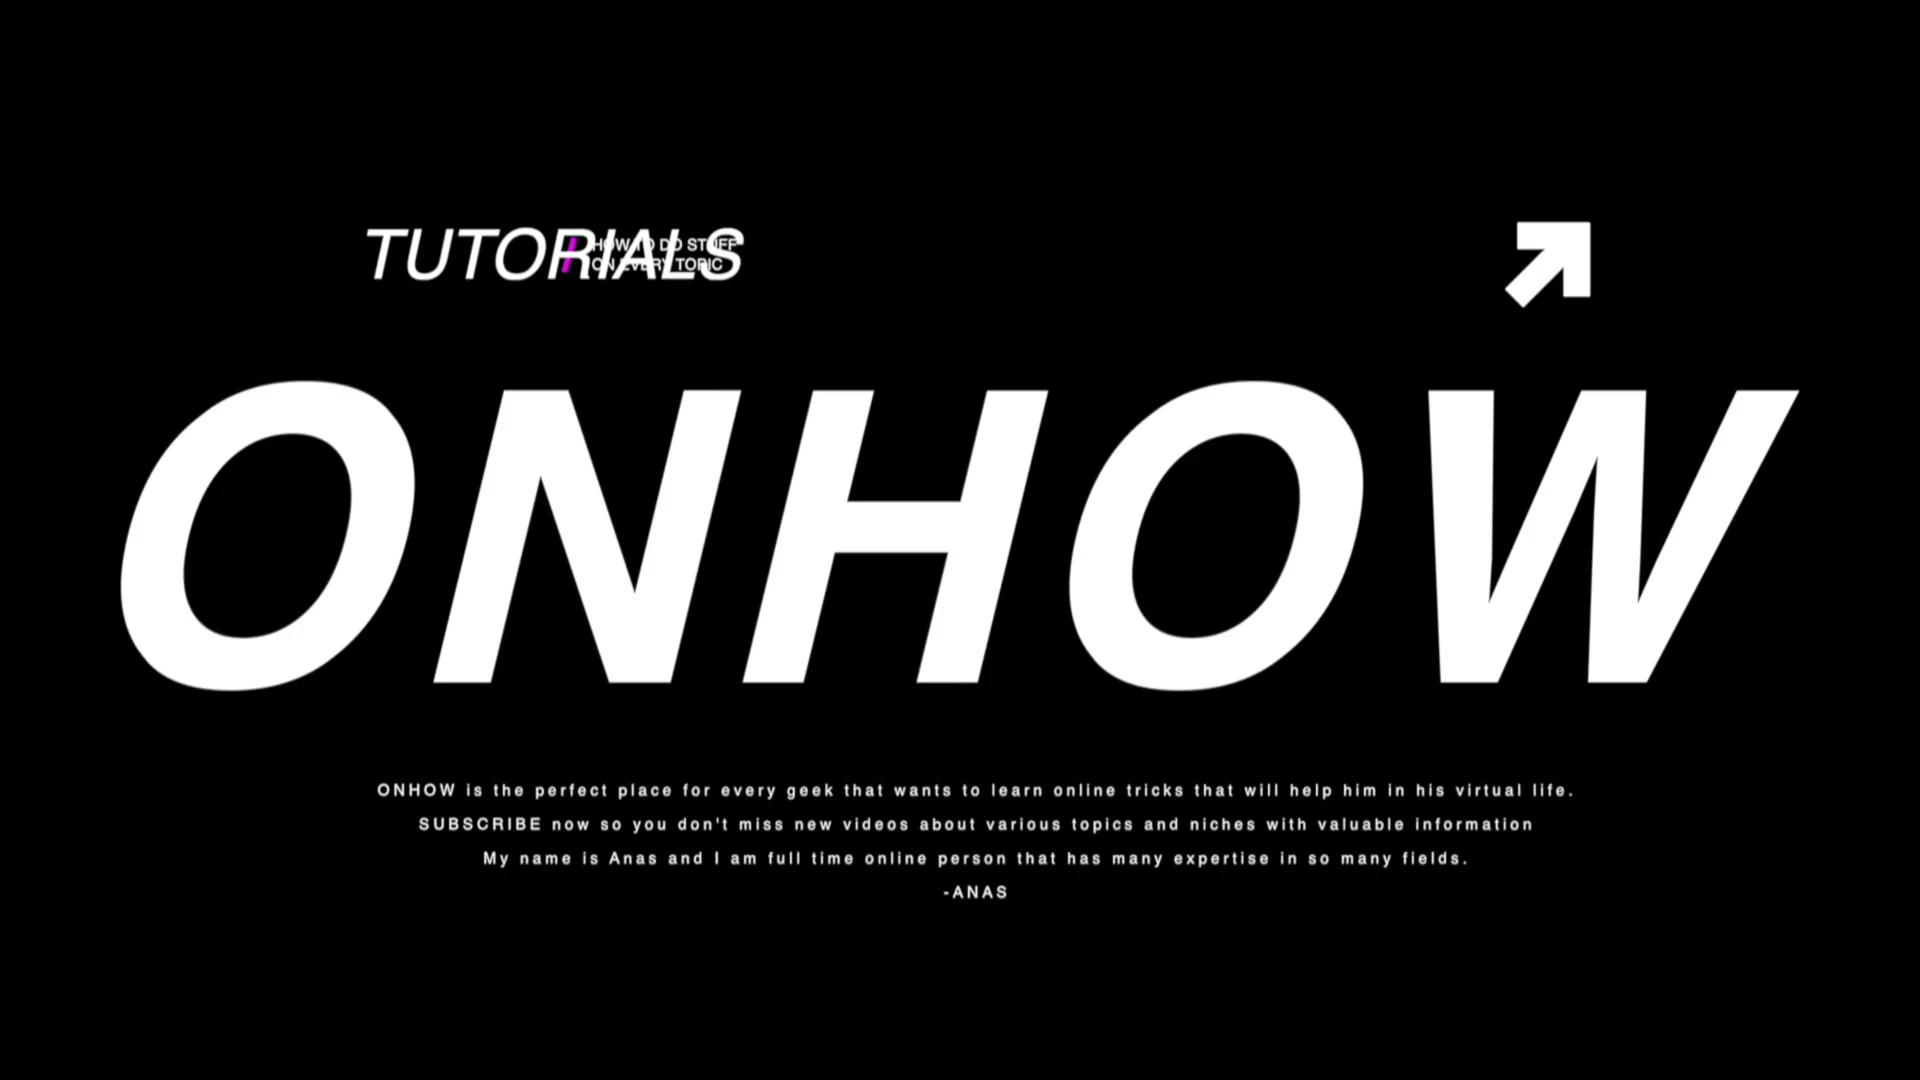 TUTORIALS
HOW TO DO STUFF
ON EVERY TOPIC
ONHOW
ONHOW is the perfect place for every geek that wants to learn online tricks that will help him in his virtual life.
SUBSCRIBE now so you don't miss new videos about various topics and niches with valuable information
My name is Anas and I am full time online person that has many expertise in so many fields.
-ANAS